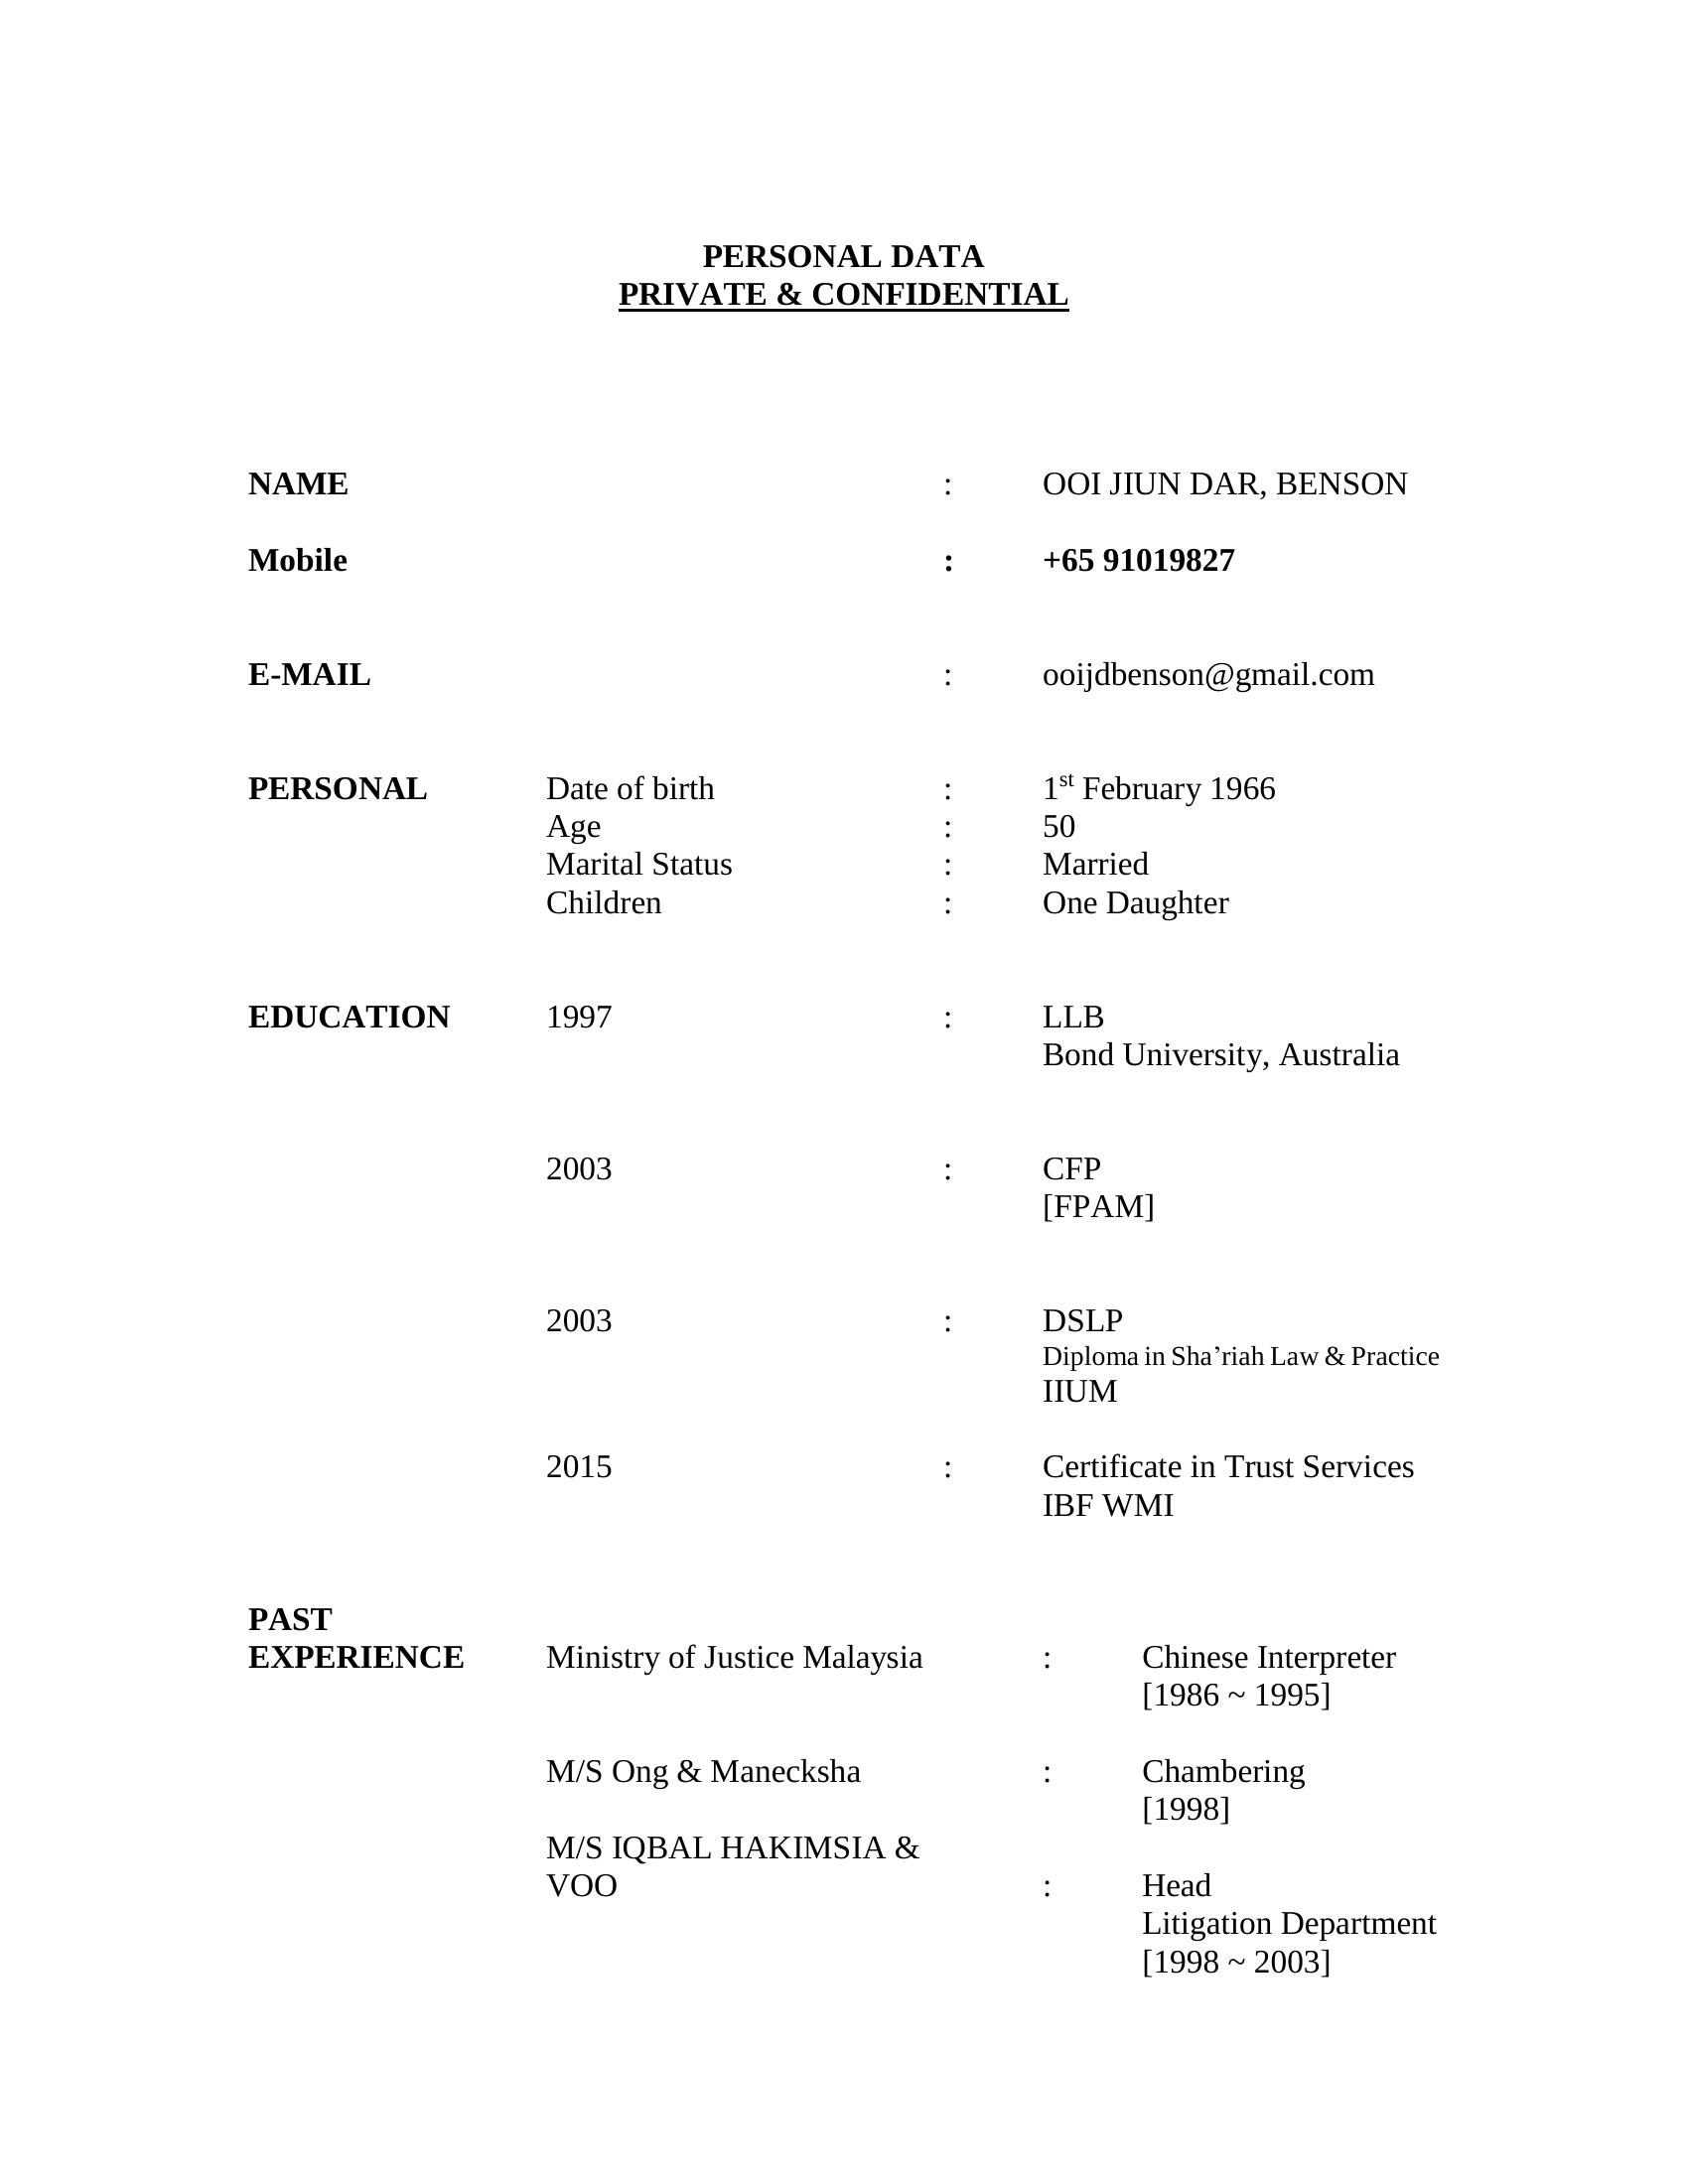 PERSONAL DATA
PRIVATE & CONFIDENTIAL
NAME : OOI JIUN DAR, BENSON
Mobile : +65 91019827
E-MAIL : ooijdbenson@gmail.com
PERSONAL Date of birth : 1st February 1966
Age : 50
Marital Status : Married
Children : One Daughter
EDUCATION 1997 : LLB
Bond University, Australia
2003 : CFP
[FPAM]
2003 : DSLP
Diploma in Sha’riah Law & Practice
IIUM
2015 : Certificate in Trust Services
IBF WMI
PAST
EXPERIENCE Ministry of Justice Malaysia : Chinese Interpreter
[1986 ~ 1995]
M/S Ong & Manecksha : Chambering
[1998]
M/S IQBAL HAKIMSIA &
VOO : Head
Litigation Department
[1998 ~ 2003]